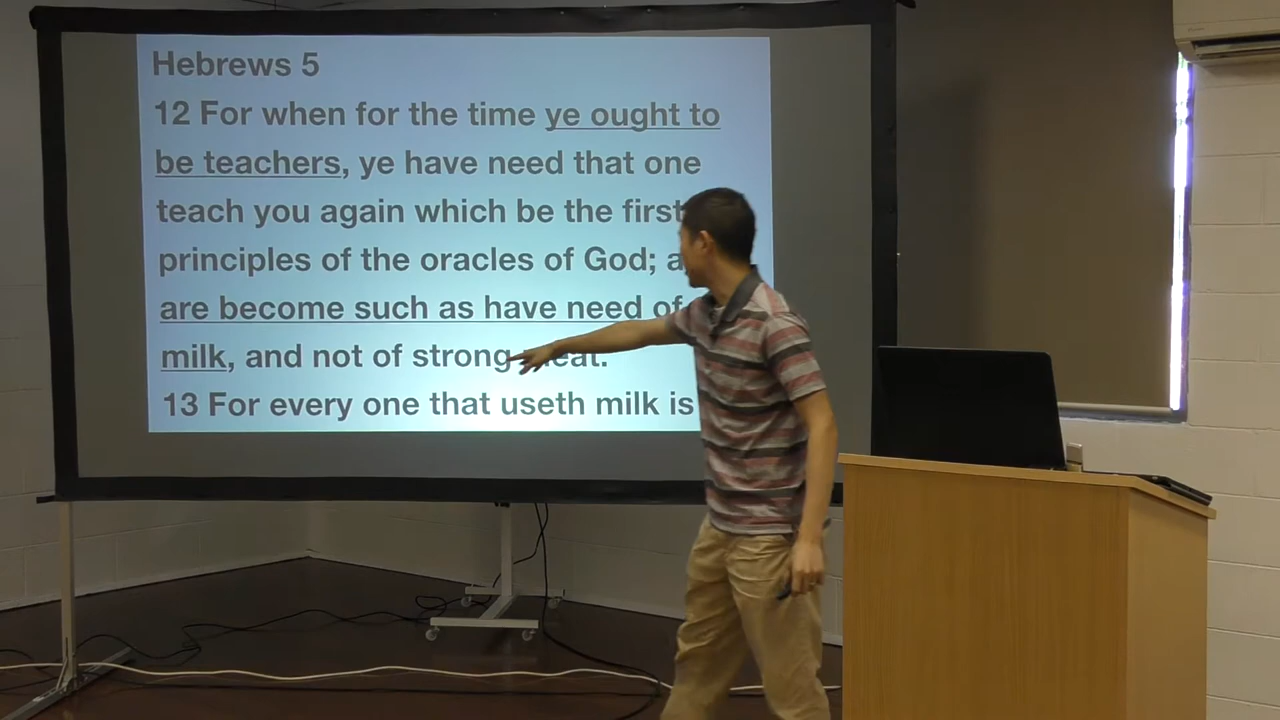 Hebrews 5
12 For when for the time ye ought to
be teachers, ye have need that one
teach you again which be the first
principles of the oracles of God;
are become such as have need of
milk, and not of strong meat.
13 For every one that useth milk is